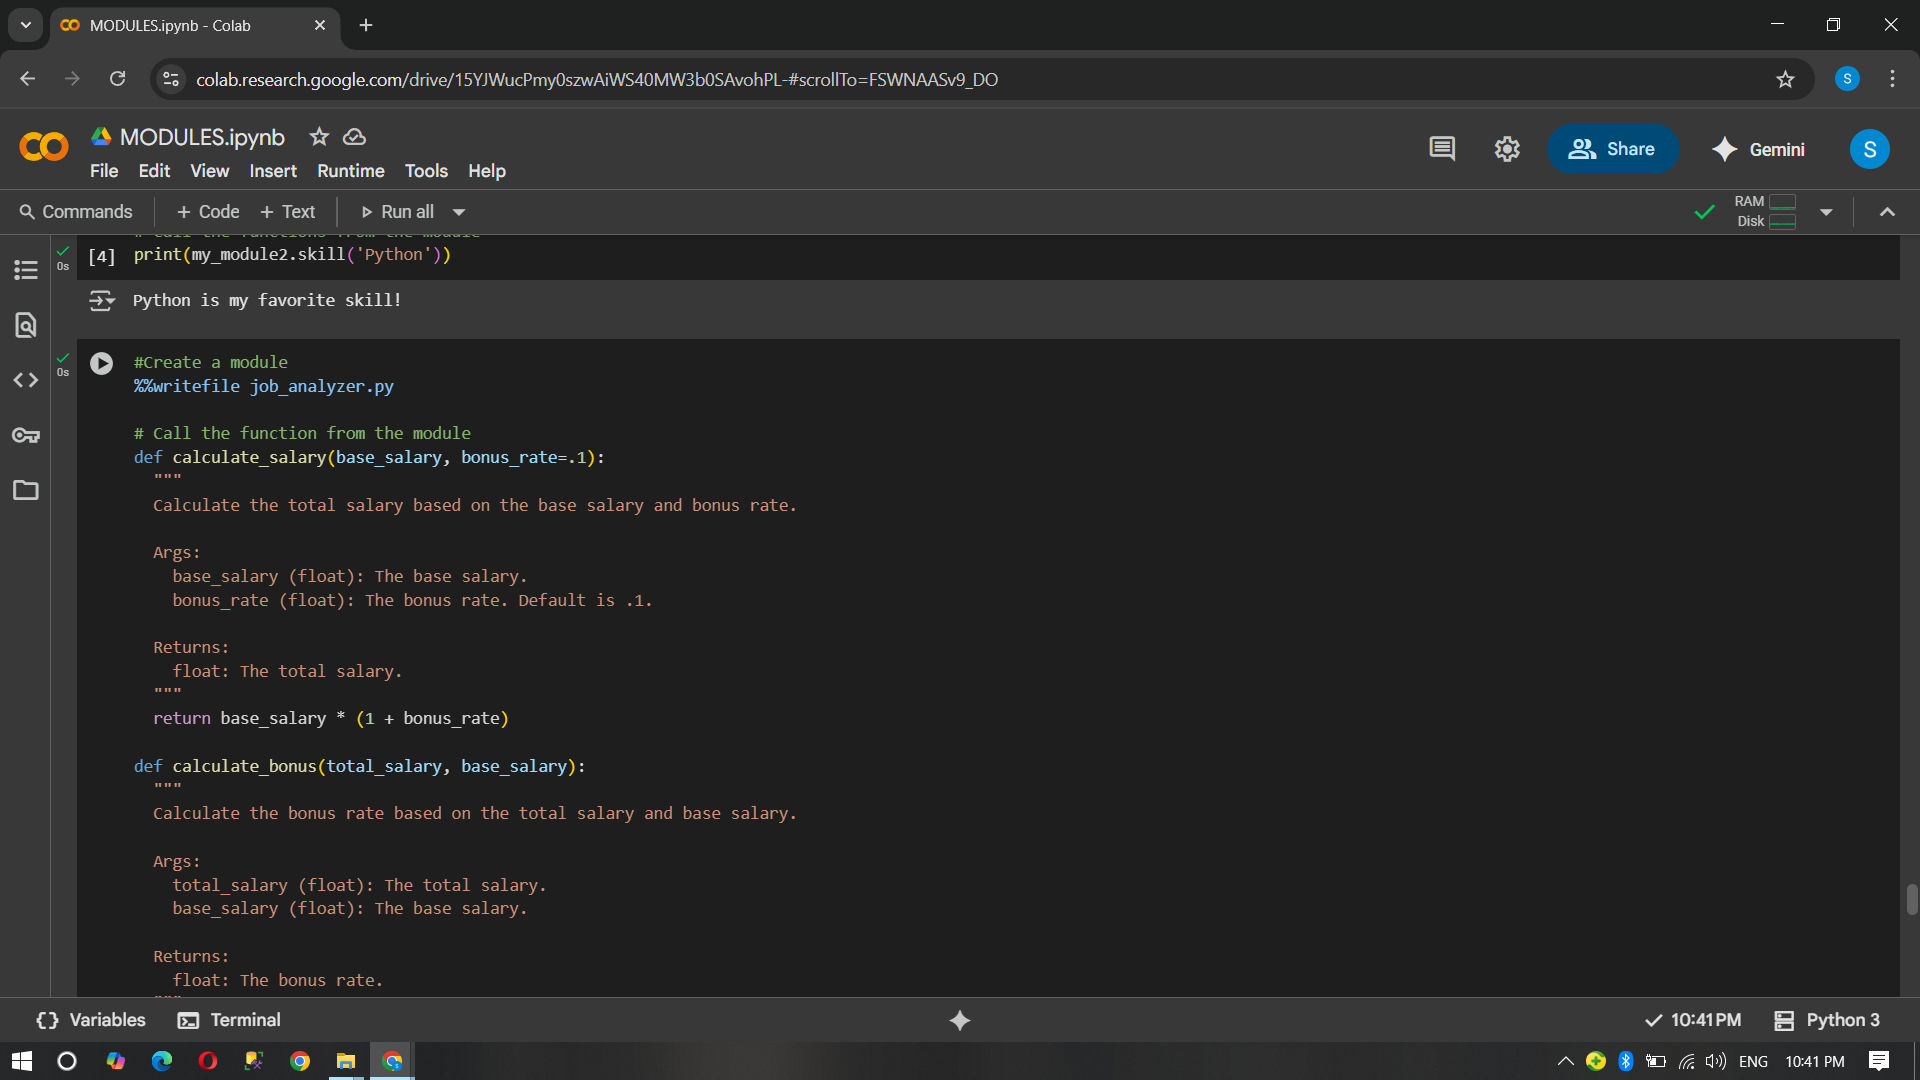 MODULES.ipynb - Colab
colab.research.google.com/drive/15YJWucPmy0szwAiWS40MW3b0SAvohPL-#scrollTo=FSWNAASv9_DO
S
MODULES.ipynb
File Edit View Insert Runtime Tools Help
Share
Gemini
S
Commands + Code + Text Run all
RAM
Disk
# Call the functions from the module
0s
[4] print(my_module2.skill('Python'))
Python is my favorite skill!
0s
#Create a module
%%writefile job_analyzer.py
# Call the function from the module
def calculate_salary(base_salary, bonus_rate=.1):
"""
Calculate the total salary based on the base salary and bonus rate.
Args:
base_salary (float): The base salary.
bonus_rate (float): The bonus rate. Default is .1.
Returns:
float: The total salary.
"""
return base_salary * (1 + bonus_rate)
def calculate_bonus(total_salary, base_salary):
"""
Calculate the bonus rate based on the total salary and base salary.
Args:
total_salary (float): The total salary.
base_salary (float): The base salary.
Returns:
float: The bonus rate.
"""
{} Variables Terminal
10:41 PM Python 3
ENG 10:41 PM